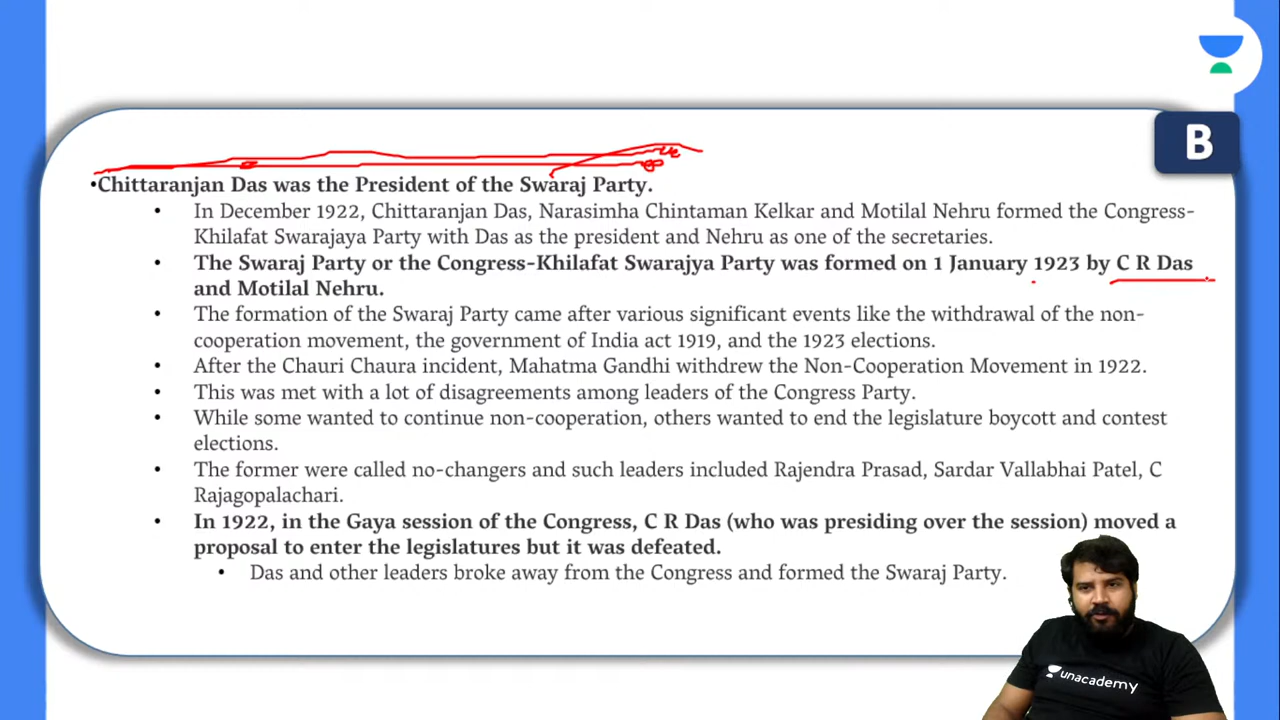 B
•Chittaranjan Das was the President of the Swaraj Party.
• In December 1922, Chittaranjan Das, Narasimha Chintaman Kelkar and Motilal Nehru formed the Congress-
Khilafat Swarajaya Party with Das as the president and Nehru as one of the secretaries.
• The Swaraj Party or the Congress-Khilafat Swarajya Party was formed on 1 January 1923 by C R Das
and Motilal Nehru.
• The formation of the Swaraj Party came after various significant events like the withdrawal of the non-
cooperation movement, the government of India act 1919, and the 1923 elections.
• After the Chauri Chaura incident, Mahatma Gandhi withdrew the Non-Cooperation Movement in 1922.
• This was met with a lot of disagreements among leaders of the Congress Party.
• While some wanted to continue non-cooperation, others wanted to end the legislature boycott and contest
elections.
• The former were called no-changers and such leaders included Rajendra Prasad, Sardar Vallabhai Patel, C
Rajagopalachari.
• In 1922, in the Gaya session of the Congress, C R Das (who was presiding over the session) moved a
proposal to enter the legislatures but it was defeated.
• Das and other leaders broke away from the Congress and formed the Swaraj Party.
unacademy